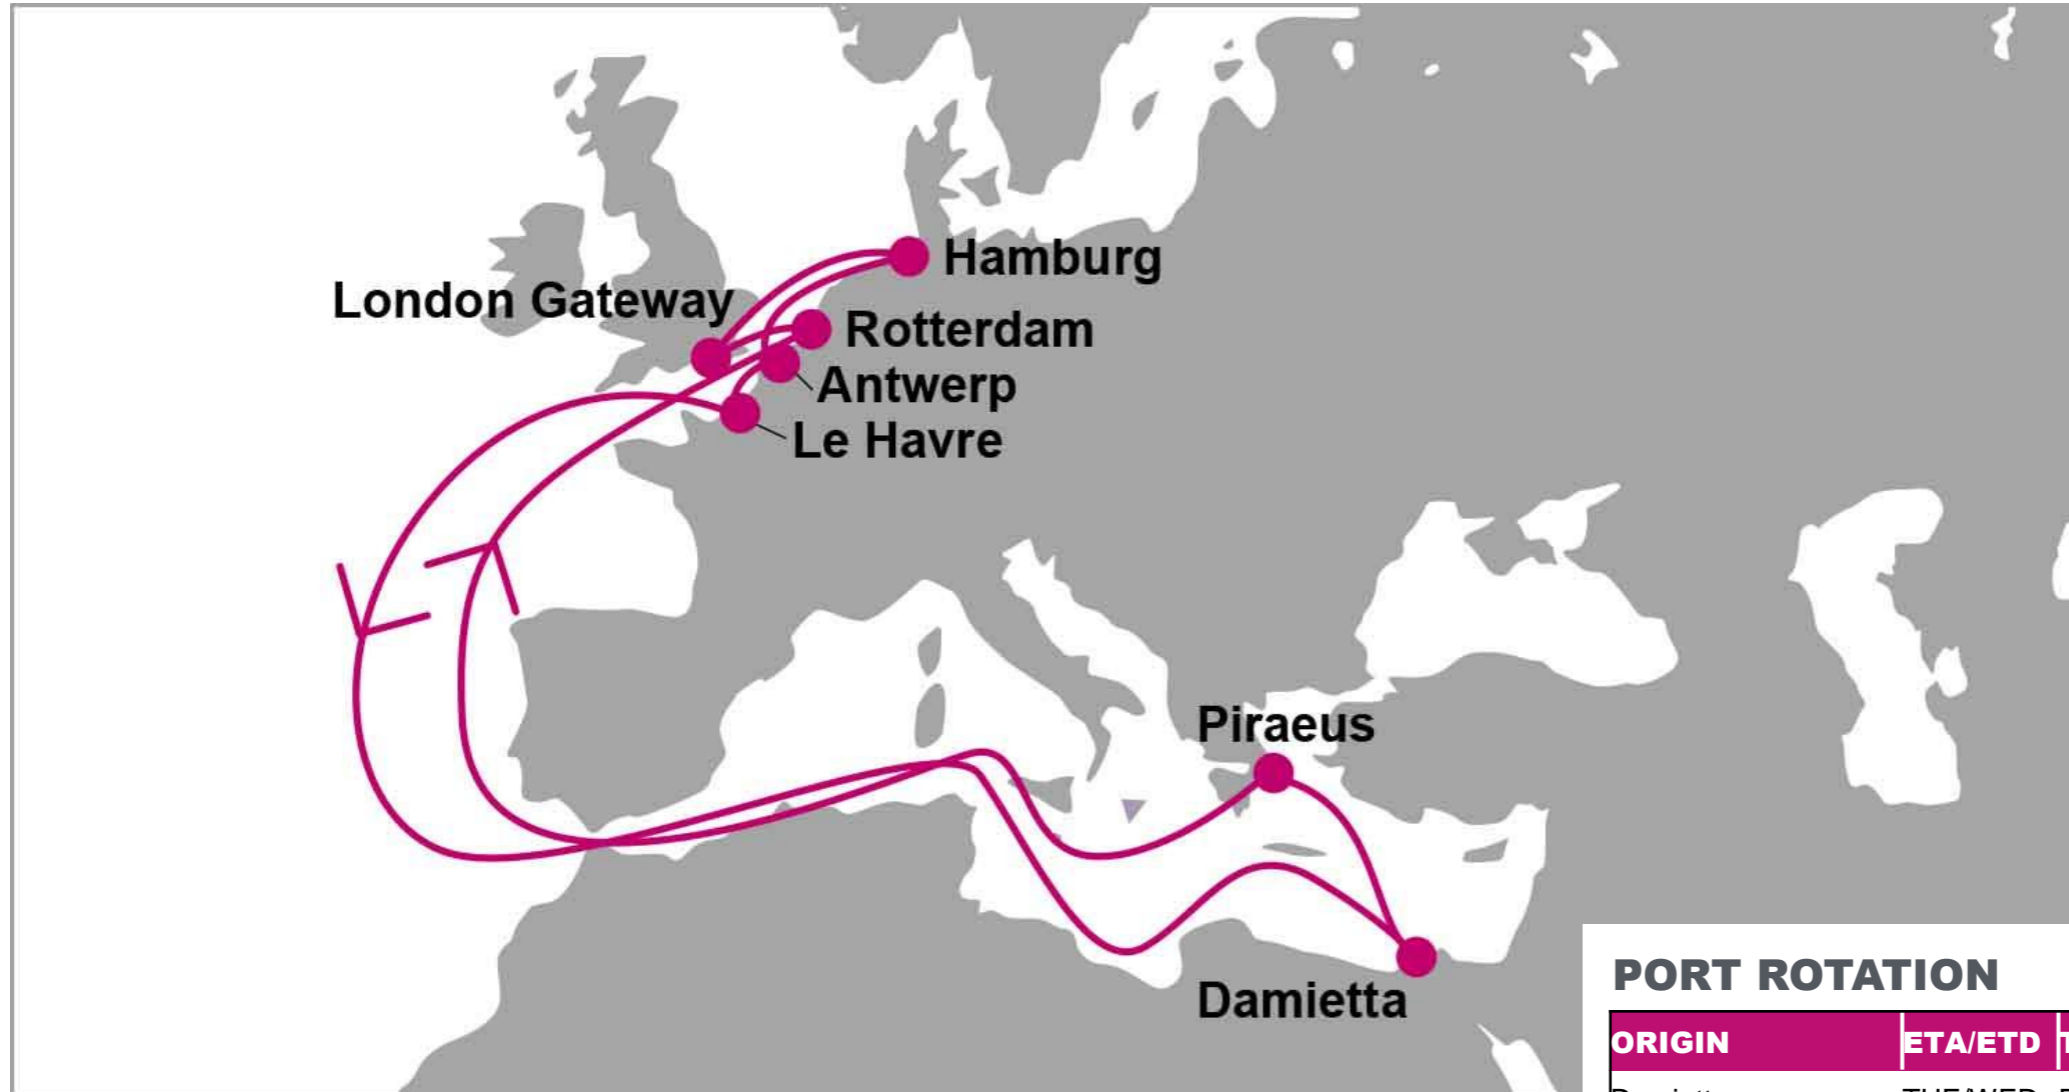 Hamburg
London Gateway
Rotterdam
Antwerp
Le Havre
Piraeus
Damietta
PORT ROTATION
ORIGIN ETA/ETD